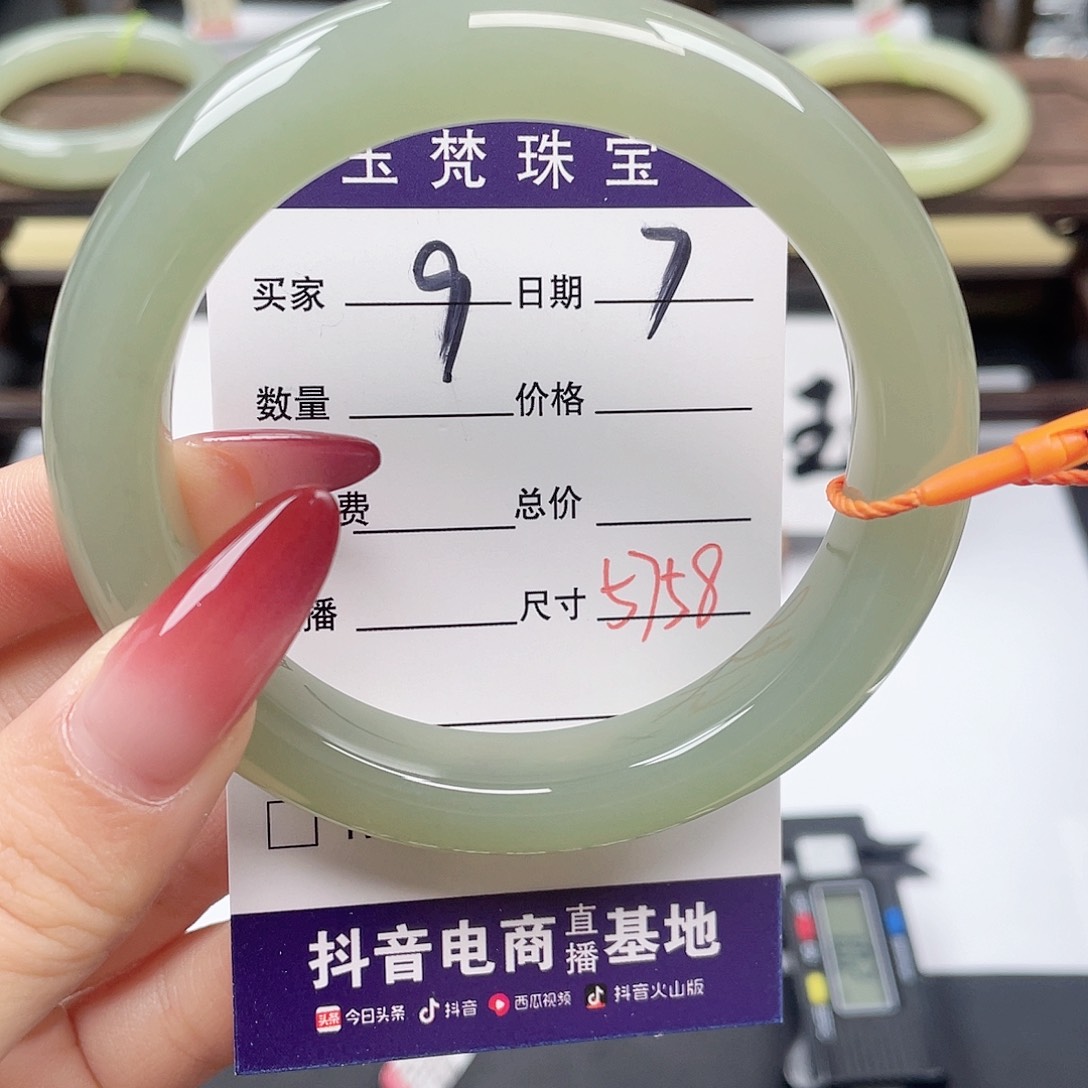 玉梵珠宝
买家 9 日期 7
数量 价格
费 总价
播 尺寸 5758
抖音电商直播基地
头条 今日头条 抖音 西瓜视频 抖音火山版
王